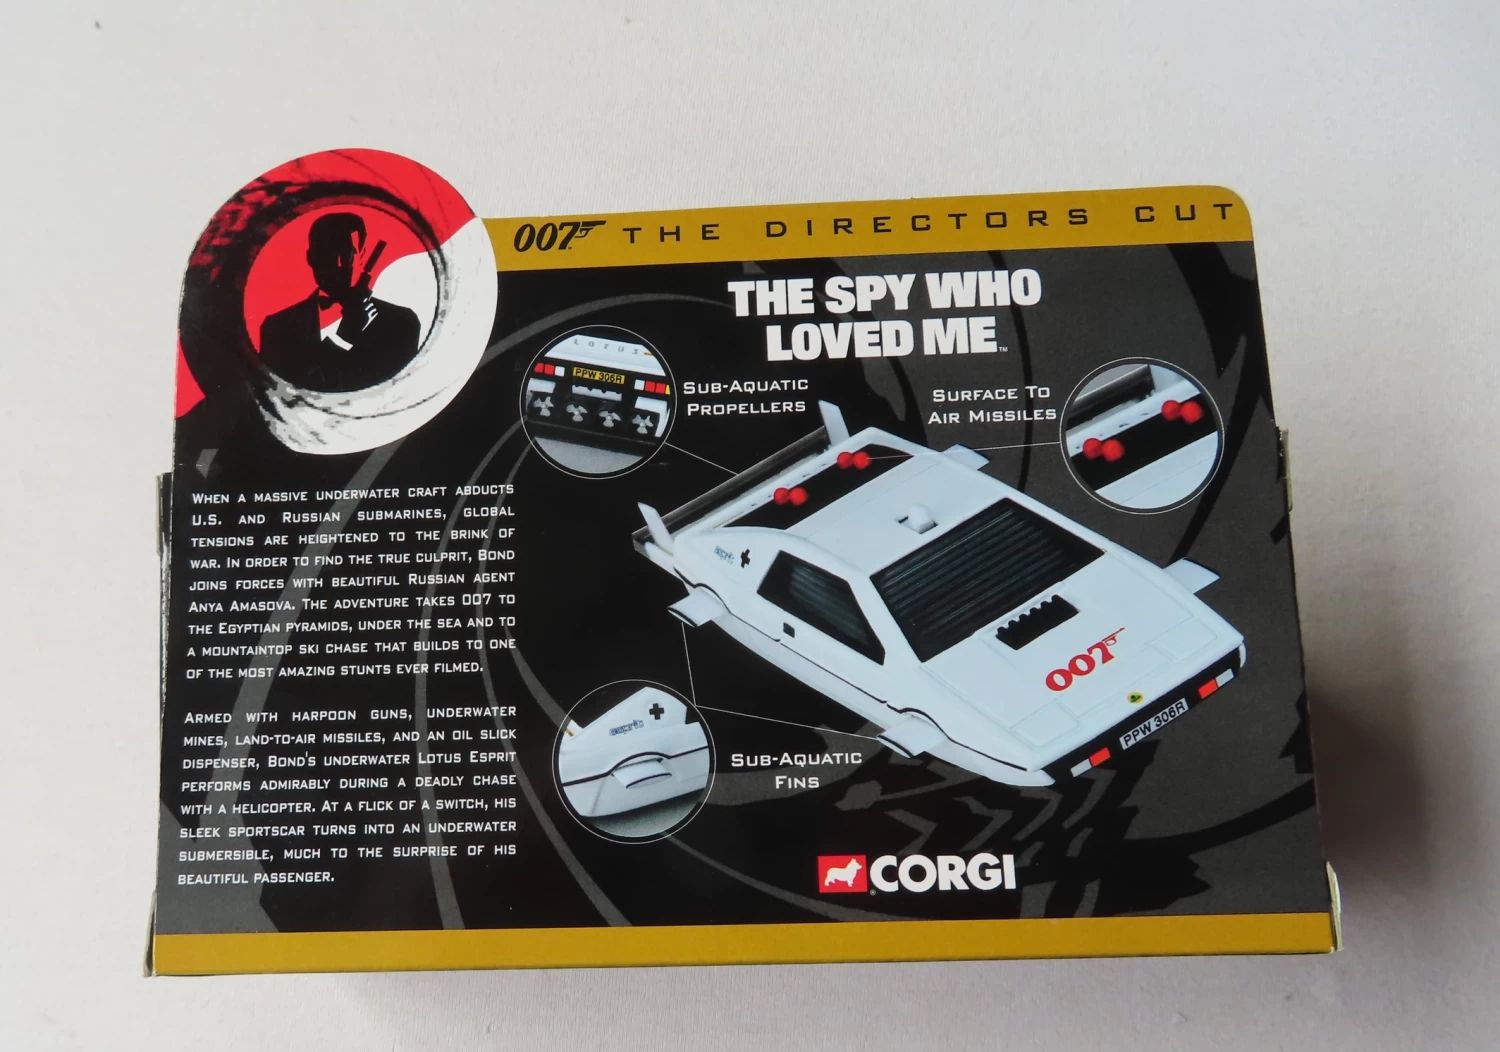 007 THE DIRECTORS CUT
THE SPY WHO
LOVED ME™
LOTUS
PPW 306R
SUB-AQUATIC
PROPELLERS
SURFACE TO
AIR MISSILES
WHEN A MASSIVE UNDERWATER CRAFT ABDUCTS
U.S. AND RUSSIAN SUBMARINES, GLOBAL
TENSIONS ARE HEIGHTENED TO THE BRINK OF
WAR. IN ORDER TO FIND THE TRUE CULPRIT, BOND
JOINS FORCES WITH BEAUTIFUL RUSSIAN AGENT
ANYA AMASOVA. THE ADVENTURE TAKES 007 TO
THE EGYPTIAN PYRAMIDS, UNDER THE SEA AND TO
A MOUNTAINTOP SKI CHASE THAT BUILDS TO ONE
OF THE MOST AMAZING STUNTS EVER FILMED.
ARMED WITH HARPOON GUNS, UNDERWATER
MINES, LAND-TO-AIR MISSILES, AND AN OIL SLICK
DISPENSER, BOND'S UNDERWATER LOTUS ESPRIT
PERFORMS ADMIRABLY DURING A DEADLY CHASE
WITH A HELICOPTER. AT A FLICK OF A SWITCH, HIS
SLEEK SPORTSCAR TURNS INTO AN UNDERWATER
SUBMERSIBLE, MUCH TO THE SURPRISE OF HIS
BEAUTIFUL PASSENGER.
007
PPW 306R
esprit
SUB-AQUATIC
FINS
CORGI®